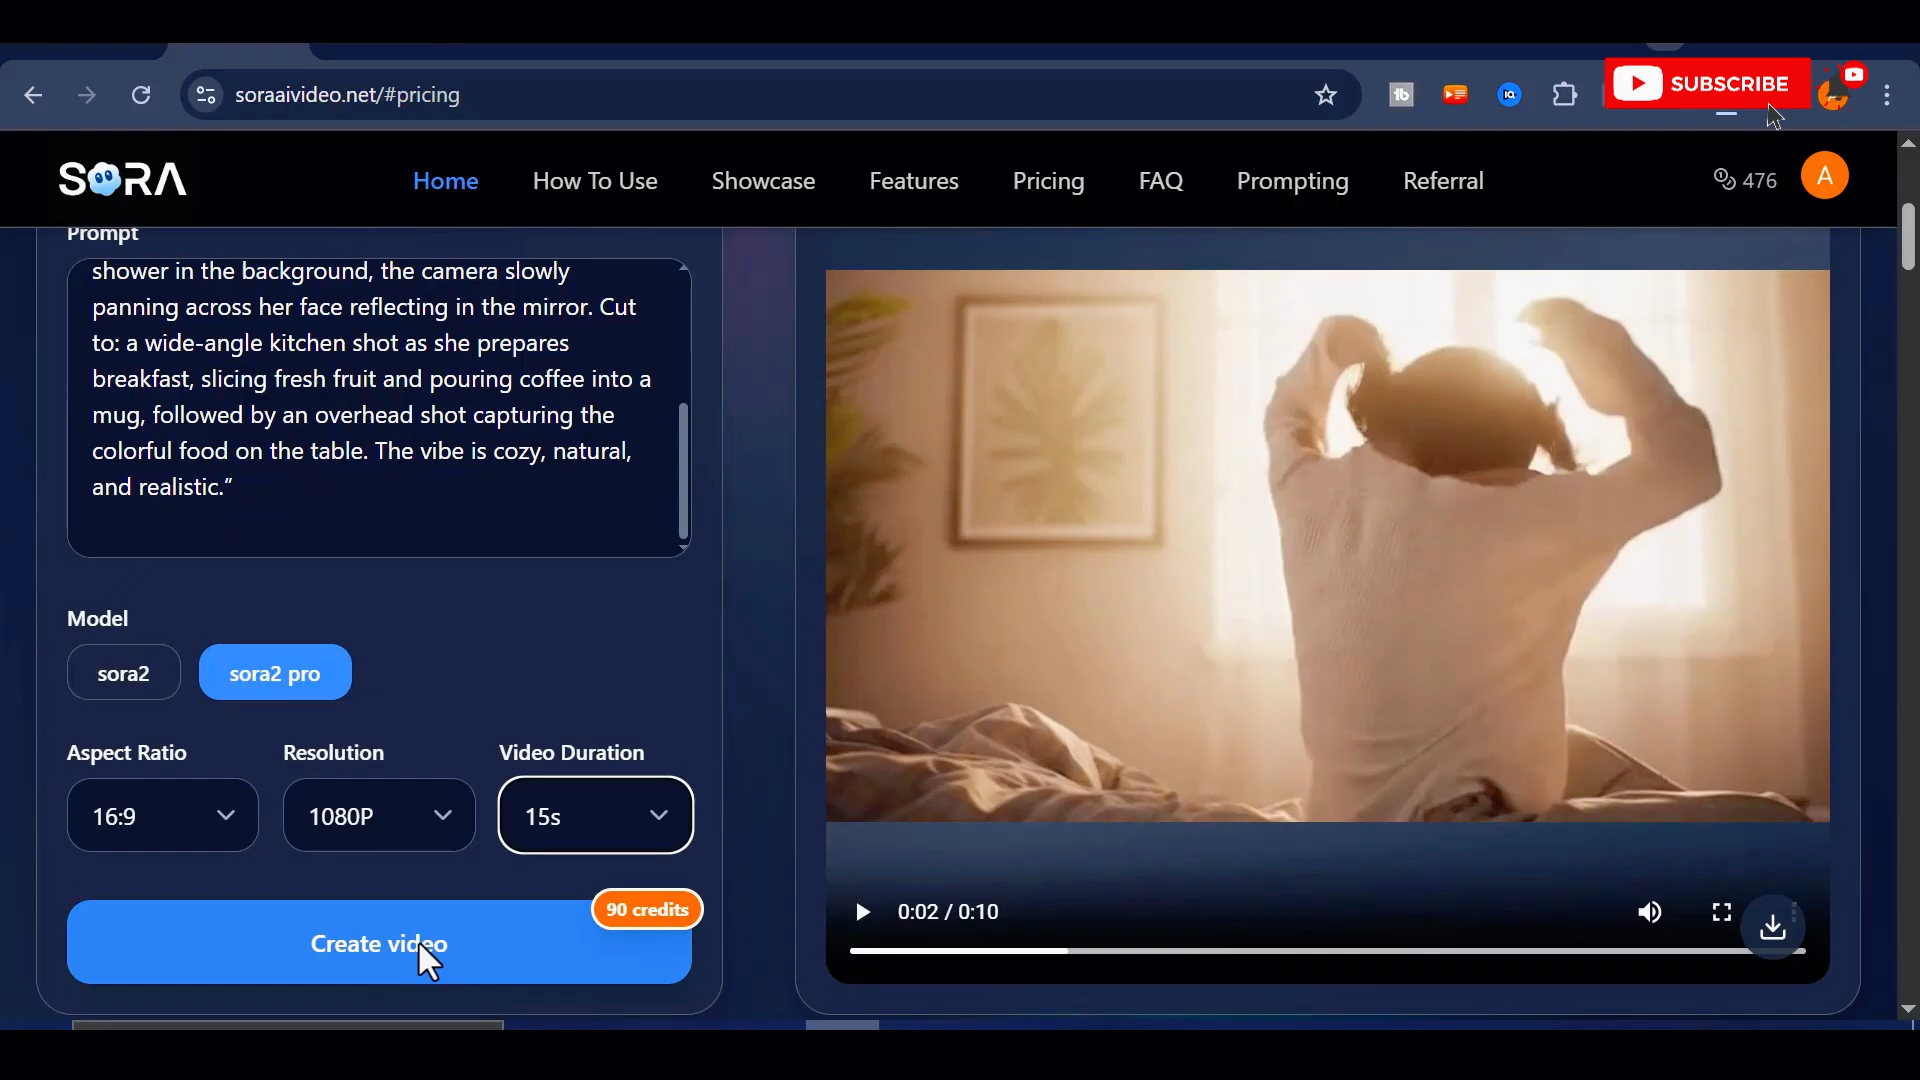 soraaivideo.net/#pricing
SUBSCRIBE
SORA
Home
How To Use
Showcase
Features
Pricing
FAQ
Prompting
Referral
476
A
Prompt
shower in the background, the camera slowly
panning across her face reflecting in the mirror. Cut
to: a wide-angle kitchen shot as she prepares
breakfast, slicing fresh fruit and pouring coffee into a
mug, followed by an overhead shot capturing the
colorful food on the table. The vibe is cozy, natural,
and realistic.”
Model
sora2
sora2 pro
Aspect Ratio
Resolution
Video Duration
16:9
1080P
15s
90 credits
Create video
0:02 / 0:10